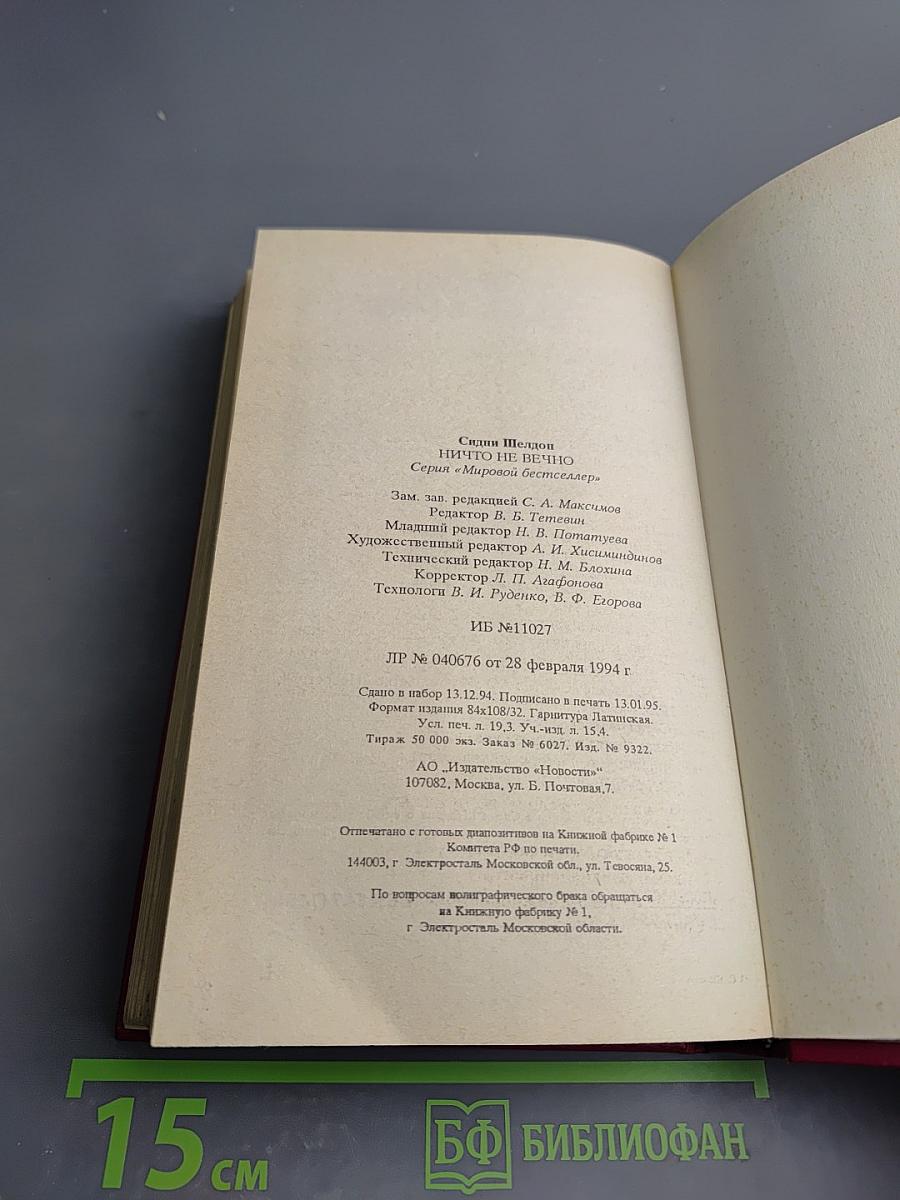 Сидни Шелдон
НИЧТО НЕ ВЕЧНО
Серия «Мировой бестселлер»
Зам. зав. редакцией С. А. Максимов
Редактор В. Б. Тетевин
Младший редактор Н. В. Потатуева
Художественный редактор А. И. Хисиминдинов
Технический редактор Н. М. Блохина
Корректор Л. П. Агафонова
Технологи В. И. Руденко, В. Ф. Егорова
ИБ №11027
ЛР № 040676 от 28 февраля 1994 г
Сдано в набор 13.12.94. Подписано в печать 13.01.95.
Формат издания 84х108/32. Гарнитура Латинская.
Усл. печ. л. 19,3. Уч.-изд. л. 15,4.
Тираж 50 000 экз. Заказ № 6027. Изд. № 9322.
АО „Издательство «Новости»“
107082, Москва, ул. Б. Почтовая,7.
Отпечатано с готовых диапозитивов на Книжной фабрике № 1
Комитета РФ по печати.
144003, г Электросталь Московской обл., ул. Тевосяна, 25.
По вопросам полиграфического брака обращаться
на Книжную фабрику № 1,
г Электросталь Московской области.
15 см
БФ БИБЛИОФАН